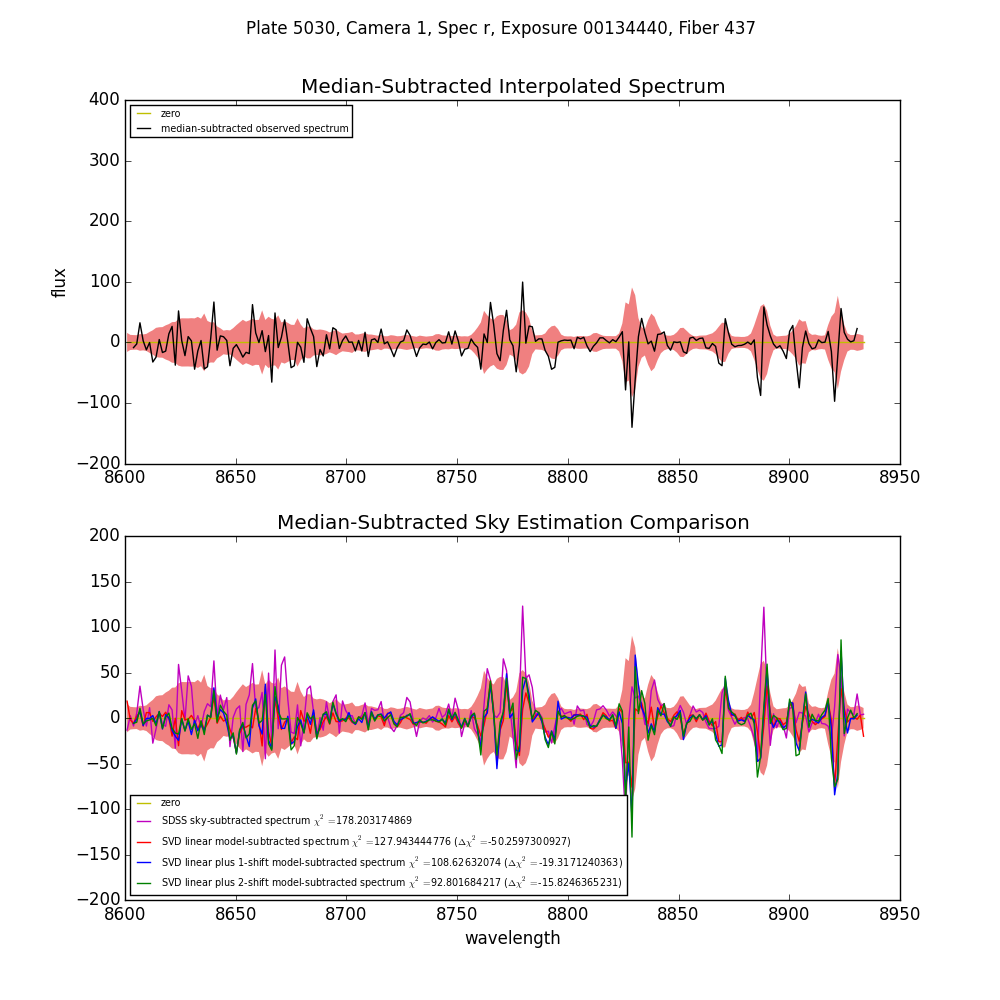 Plate 5030, Camera 1, Spec r, Exposure 00134440, Fiber 437
Median-Subtracted Interpolated Spectrum
400
300
200
100
0
−100
−200
flux
zero
median-subtracted observed spectrum
8600 8650 8700 8750 8800 8850 8900 8950
Median-Subtracted Sky Estimation Comparison
200
150
100
50
0
−50
−100
−150
−200
zero
SDSS sky-subtracted spectrum χ² =178.203174869
SVD linear model-subtracted spectrum χ² =127.943444776 (Δχ² =-50.2597300927)
SVD linear plus 1-shift model-subtracted spectrum χ² =108.62632074 (Δχ² =-19.3171240363)
SVD linear plus 2-shift model-subtracted spectrum χ² =92.801684217 (Δχ² =-15.8246365231)
8600 8650 8700 8750 8800 8850 8900 8950
wavelength